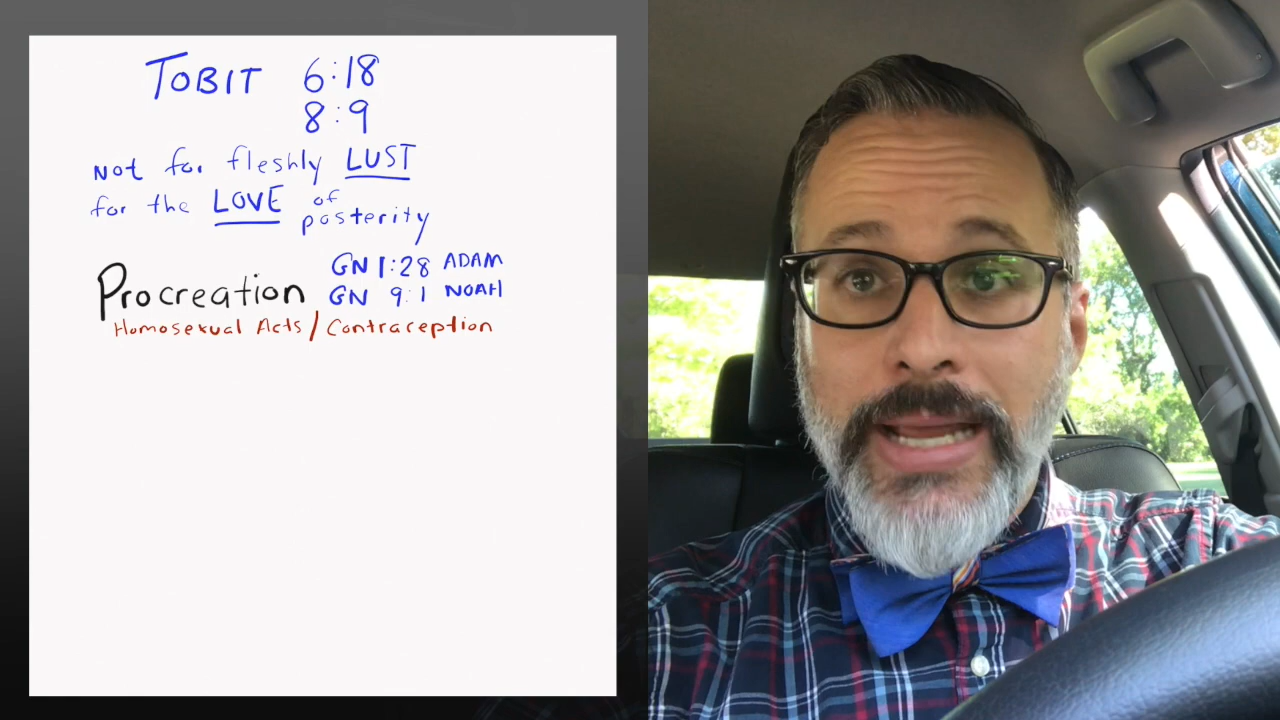 TOBIT 6:18
8:9
Not for fleshly LUST
for the LOVE of posterity
Procreation GN 1:28 ADAM
GN 9:1 NOAH
Homosexual Acts / Contraception